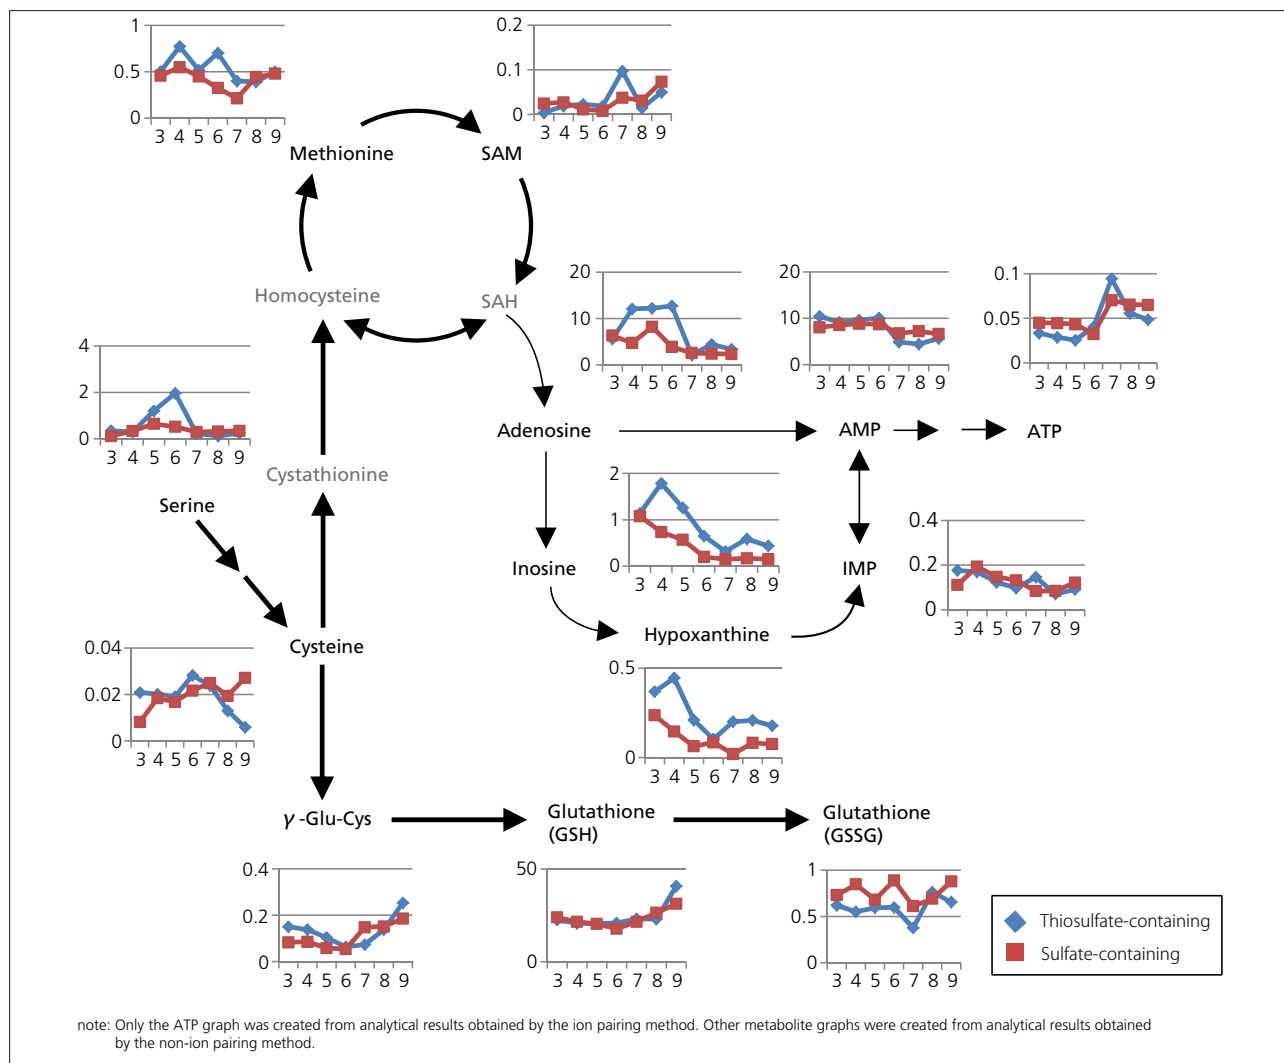 1
0.5
0
3 4 5 6 7 8 9
0.2
0.1
0
3 4 5 6 7 8 9
Methionine
SAM
Homocysteine
SAH
20
10
0
3 4 5 6 7 8 9
20
10
0
3 4 5 6 7 8 9
0.1
0.05
0
3 4 5 6 7 8 9
4
2
0
3 4 5 6 7 8 9
Adenosine
AMP
ATP
Cystathionine
Serine
2
1
0
3 4 5 6 7 8 9
0.4
0.2
0
3 4 5 6 7 8 9
Inosine
IMP
Hypoxanthine
Cysteine
0.04
0.02
0
3 4 5 6 7 8 9
0.5
0
3 4 5 6 7 8 9
γ -Glu-Cys
Glutathione
(GSH)
Glutathione
(GSSG)
0.4
0.2
0
3 4 5 6 7 8 9
50
0
3 4 5 6 7 8 9
1
0.5
0
3 4 5 6 7 8 9
Thiosulfate-containing
Sulfate-containing
note: Only the ATP graph was created from analytical results obtained by the ion pairing method. Other metabolite graphs were created from analytical results obtained
by the non-ion pairing method.